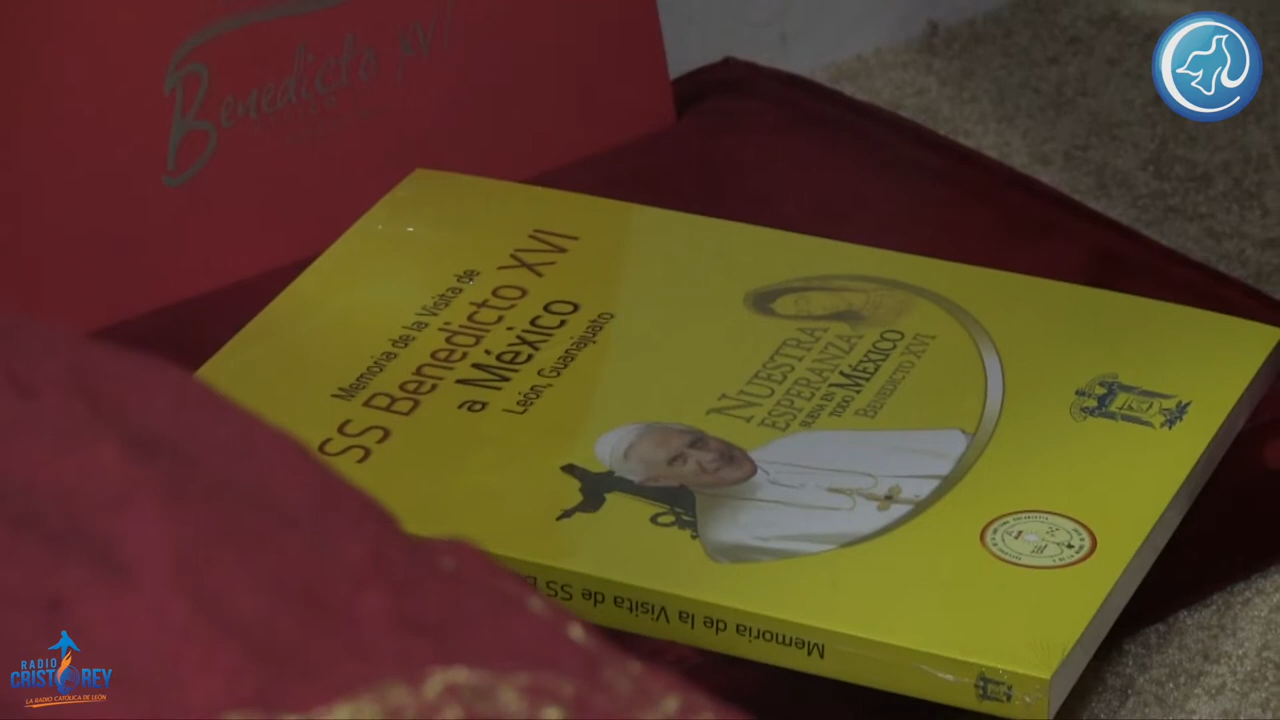 Benedicto XVI
Memoria de la Visita de
SS Benedicto XVI
a México
León, Guanajuato
NUESTRA
ESPERANZA
SUENA EN
TODO MÉXICO
BENEDICTO XVI
Memoria de la Visita de SS
RADIO
CRISTO REY
LA RADIO CATÓLICA DE LEÓN